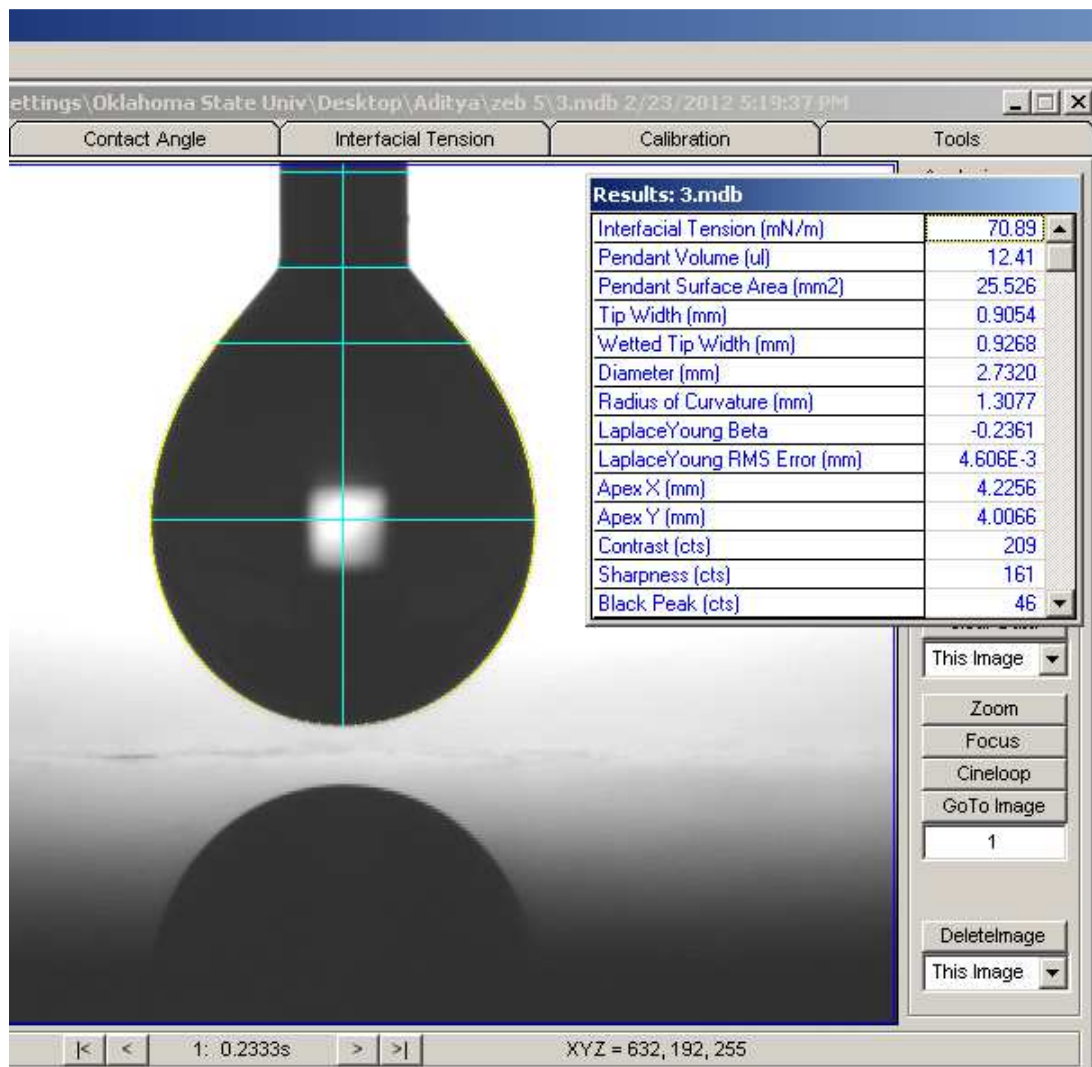 ettings\Oklahoma State Univ\Desktop\Aditya\zeb 5\3.mdb 2/23/2012 5:19:37 PM
Contact Angle Interfacial Tension Calibration Tools
Results: 3.mdb
Interfacial Tension (mN/m) 70.89
Pendant Volume (ul) 12.41
Pendant Surface Area (mm2) 25.526
Tip Width (mm) 0.9054
Wetted Tip Width (mm) 0.9268
Diameter (mm) 2.7320
Radius of Curvature (mm) 1.3077
LaplaceYoung Beta -0.2361
LaplaceYoung RMS Error (mm) 4.606E-3
Apex X (mm) 4.2256
Apex Y (mm) 4.0066
Contrast (cts) 209
Sharpness (cts) 161
Black Peak (cts) 46
This Image
Zoom
Focus
Cineloop
GoTo Image
1
DeleteImage
This Image
|< < 1: 0.2333s > >| XYZ = 632, 192, 255